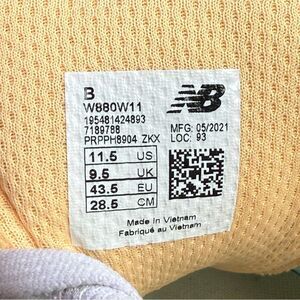 B
W880W11
195481424893
7189788
PRPPH8904 ZKX
NB
MFG: 05/2021
LOC: 93
11.5 US
9.5 UK
43.5 EU
28.5 CM
Made in Vietnam
Fabriqué au Vietnam